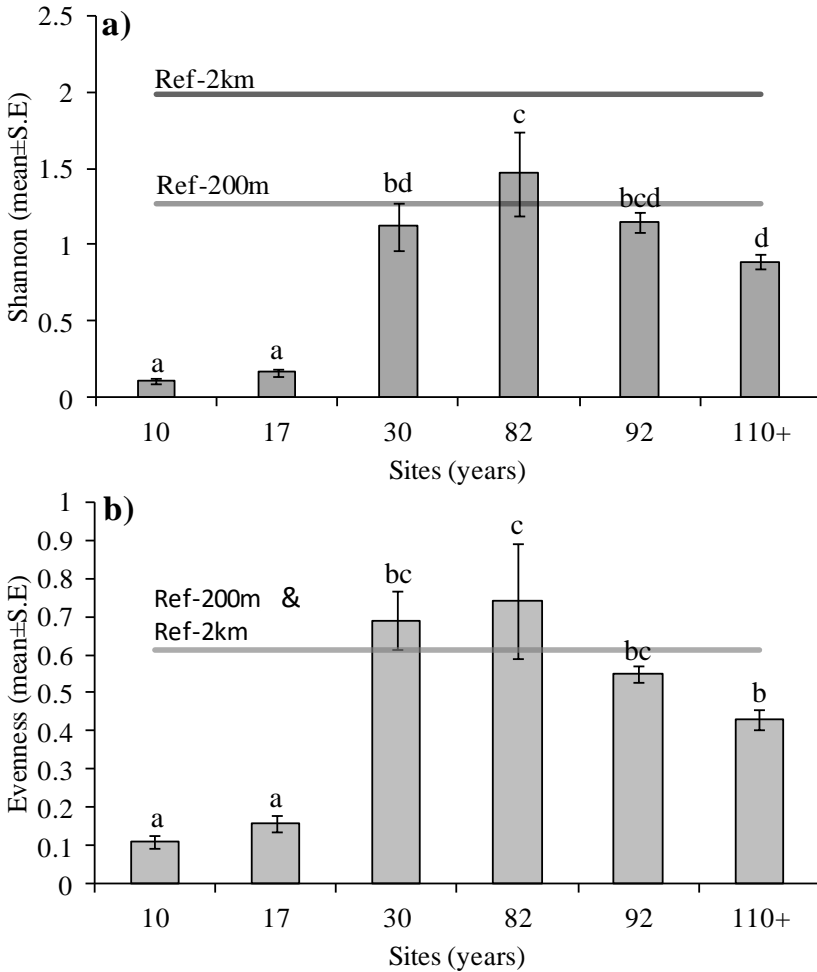 a)
Shannon (mean±S.E)
2.5
2
1.5
1
0.5
0
Ref-2km
Ref-200m
a
a
bd
c
bcd
d
10 17 30 82 92 110+
Sites (years)
b)
Evenness (mean±S.E)
1
0.9
0.8
0.7
0.6
0.5
0.4
0.3
0.2
0.1
0
Ref-200m &
Ref-2km
a
a
bc
c
bc
b
10 17 30 82 92 110+
Sites (years)